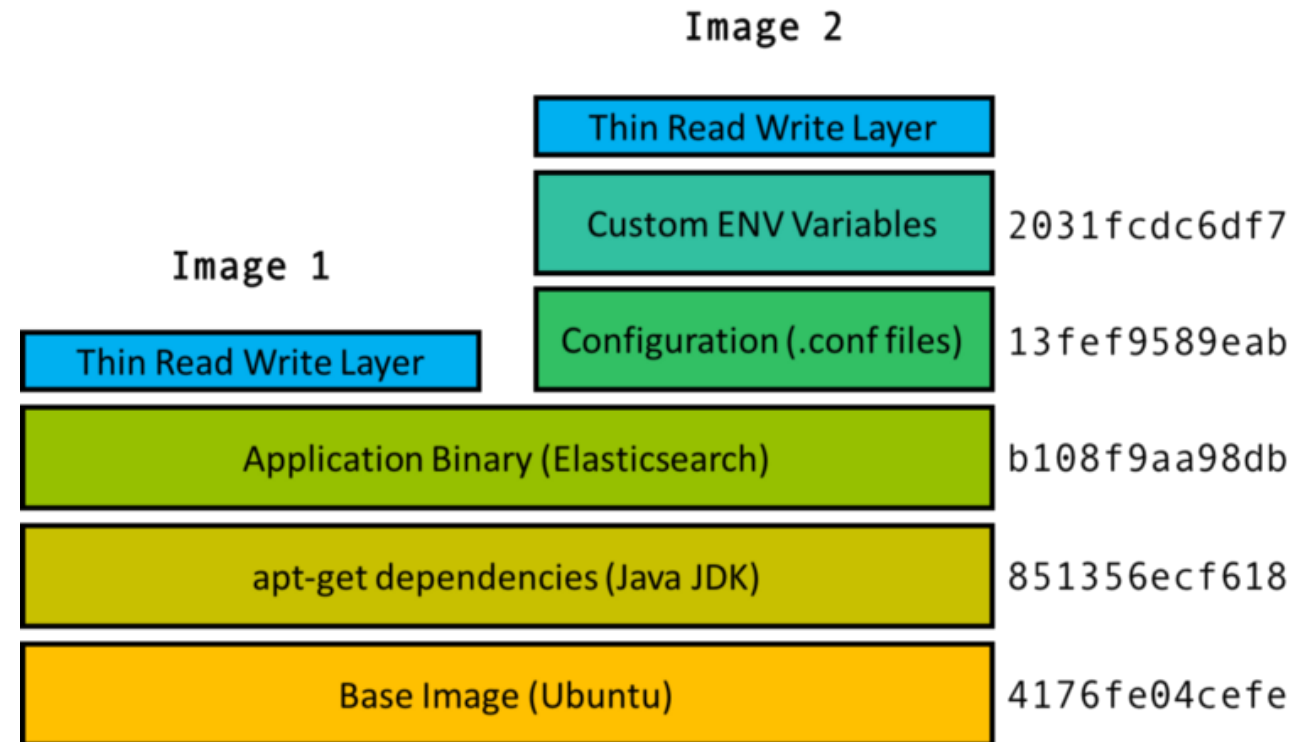 Image 2
Thin Read Write Layer
Custom ENV Variables 2031fcdc6df7
Image 1
Configuration (.conf files) 13fef9589eab
Thin Read Write Layer
Application Binary (Elasticsearch) b108f9aa98db
apt-get dependencies (Java JDK) 851356ecf618
Base Image (Ubuntu) 4176fe04cefe